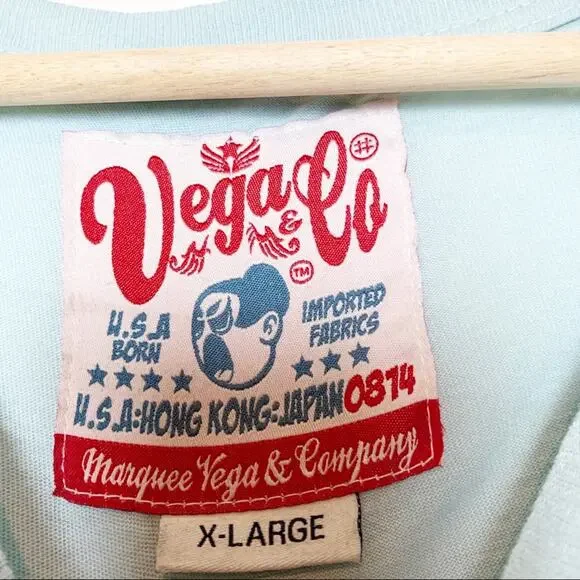 Vega & Co #
TM
U.S.A BORN
IMPORTED FABRICS
U.S.A:HONG KONG:JAPAN 0814
Marquee Vega & Company
X-LARGE